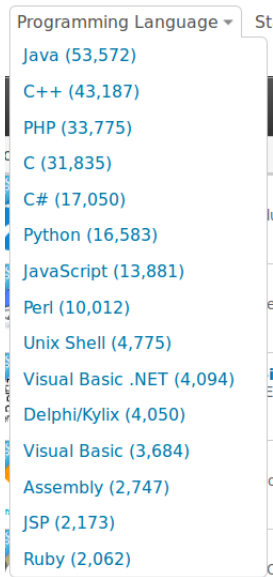 Programming Language
St
Java (53,572)
C++ (43,187)
PHP (33,775)
C (31,835)
C# (17,050)
Python (16,583)
JavaScript (13,881)
Perl (10,012)
Unix Shell (4,775)
Visual Basic .NET (4,094)
Delphi/Kylix (4,050)
Visual Basic (3,684)
Assembly (2,747)
JSP (2,173)
Ruby (2,062)